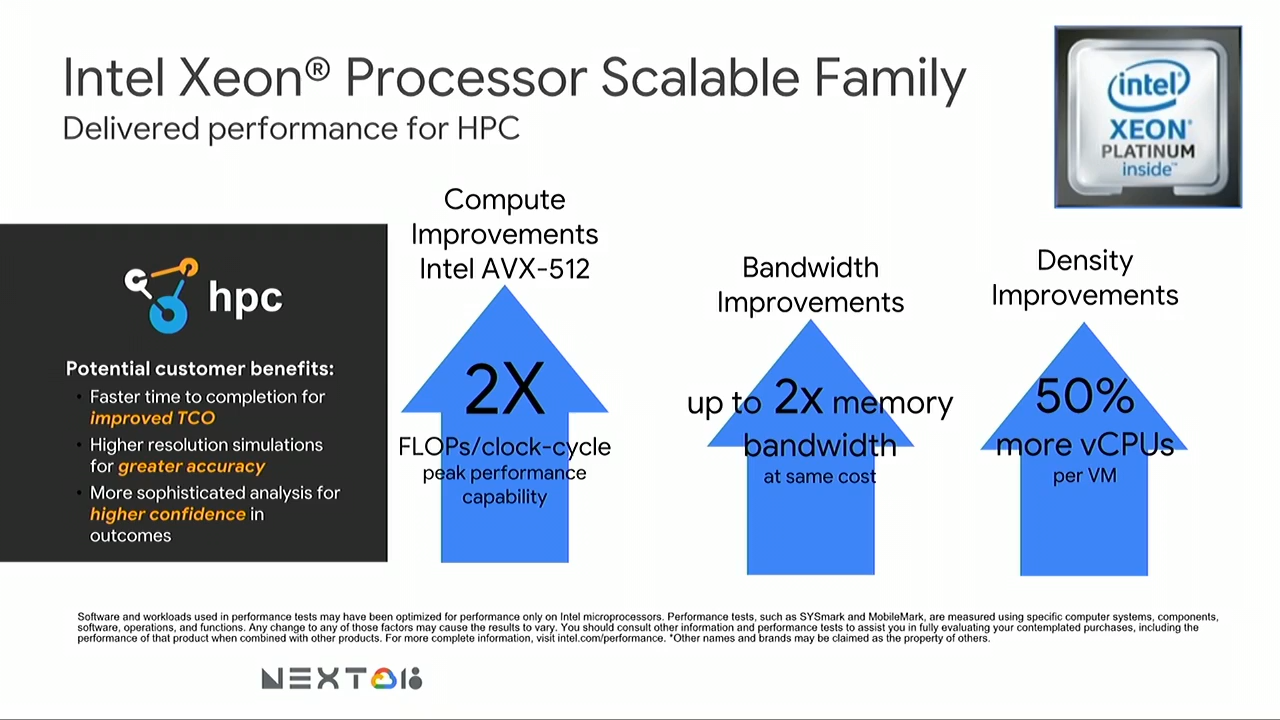 Intel Xeon® Processor Scalable Family
Delivered performance for HPC
intel®
XEON®
PLATINUM
inside™
hpc
Potential customer benefits:
• Faster time to completion for
improved TCO
• Higher resolution simulations
for greater accuracy
• More sophisticated analysis for
higher confidence in
outcomes
Compute
Improvements
Intel AVX-512
2X
FLOPs/clock-cycle
peak performance
capability
Bandwidth
Improvements
up to 2x memory
bandwidth
at same cost
Density
Improvements
50%
more vCPUs
per VM
Software and workloads used in performance tests may have been optimized for performance only on Intel microprocessors. Performance tests, such as SYSmark and MobileMark, are measured using specific computer systems, components,
software, operations, and functions. Any change to any of those factors may cause the results to vary. You should consult other information and performance tests to assist you in fully evaluating your contemplated purchases, including the
performance of that product when combined with other products. For more complete information, visit intel.com/performance. *Other names and brands may be claimed as the property of others.
NEXT 18